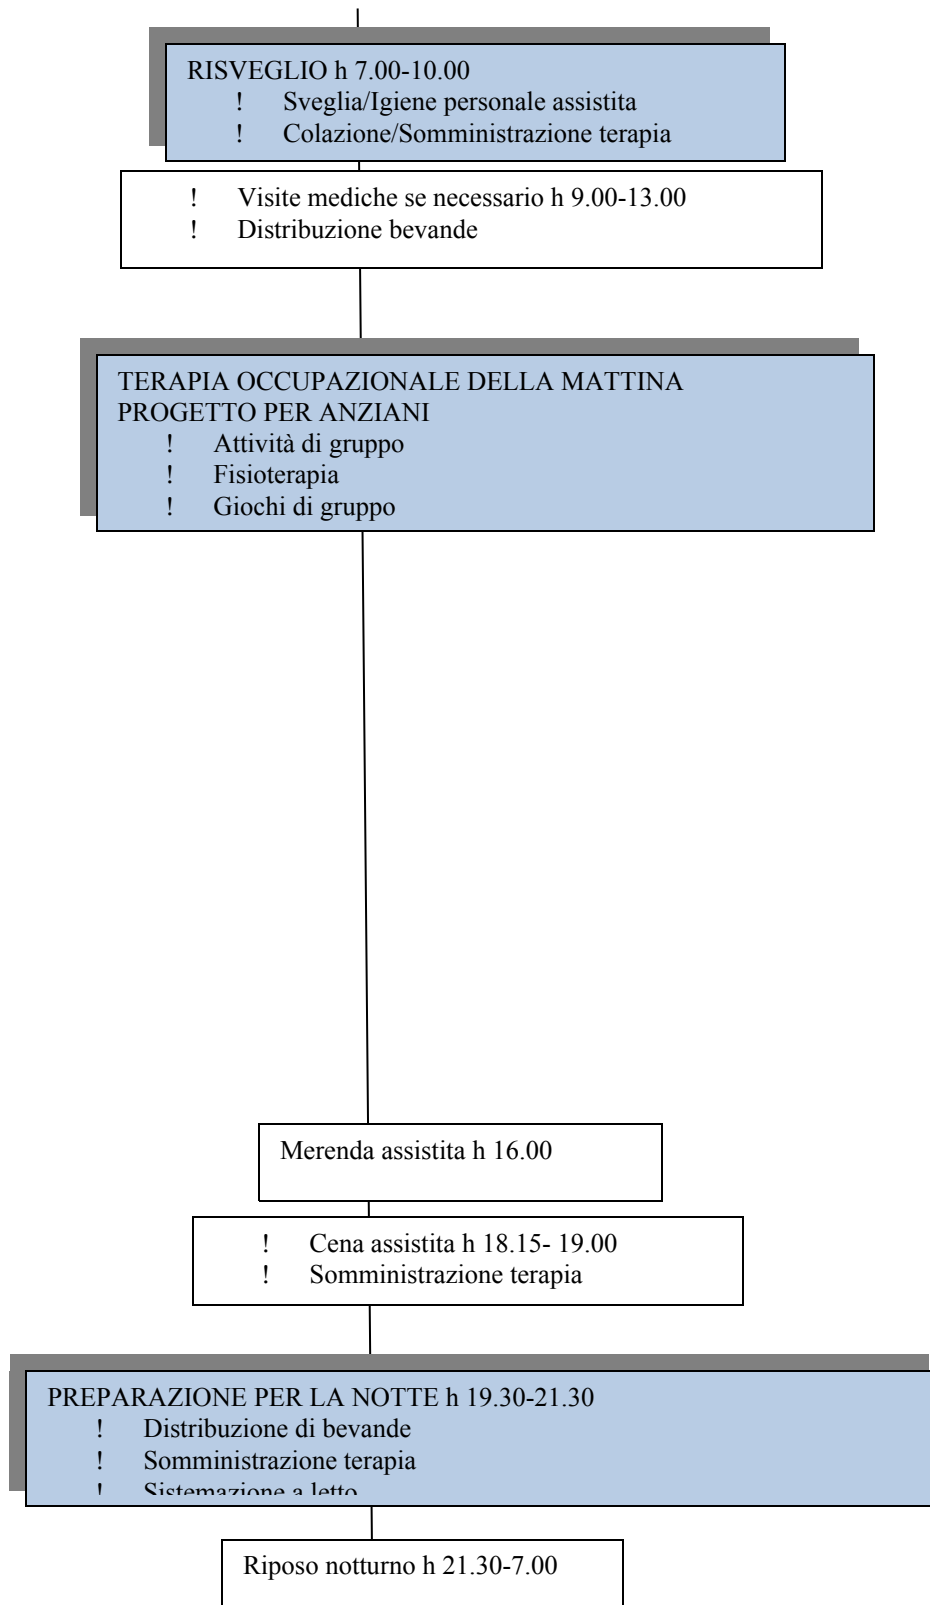 RISVEGLIO h 7.00-10.00
! Sveglia/Igiene personale assistita
! Colazione/Somministrazione terapia
! Visite mediche se necessario h 9.00-13.00
! Distribuzione bevande
TERAPIA OCCUPAZIONALE DELLA MATTINA
PROGETTO PER ANZIANI
! Attività di gruppo
! Fisioterapia
! Giochi di gruppo
Merenda assistita h 16.00
! Cena assistita h 18.15- 19.00
! Somministrazione terapia
PREPARAZIONE PER LA NOTTE h 19.30-21.30
! Distribuzione di bevande
! Somministrazione terapia
! Sistemazione a letto
Riposo notturno h 21.30-7.00